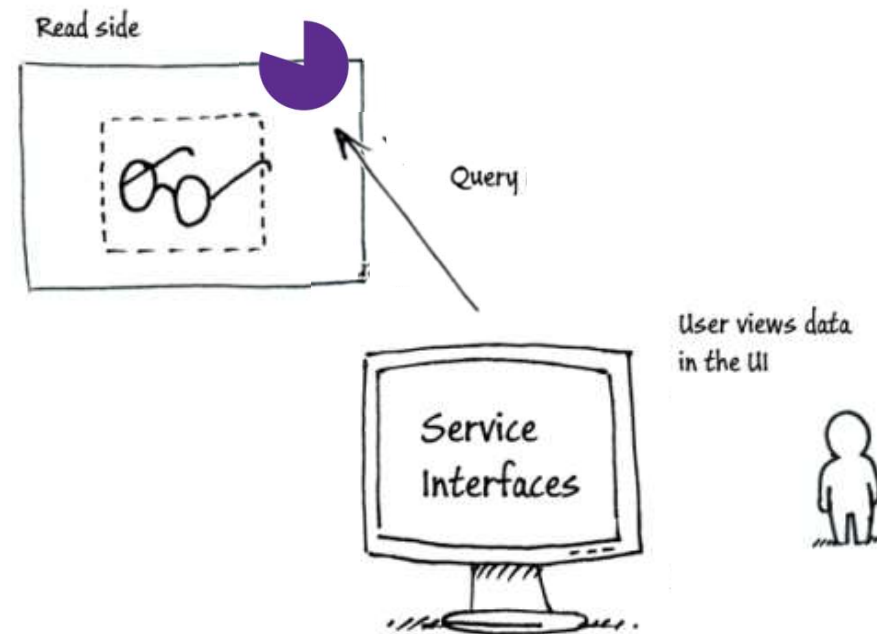 Read side
Query
User views data
in the UI
Service
Interfaces